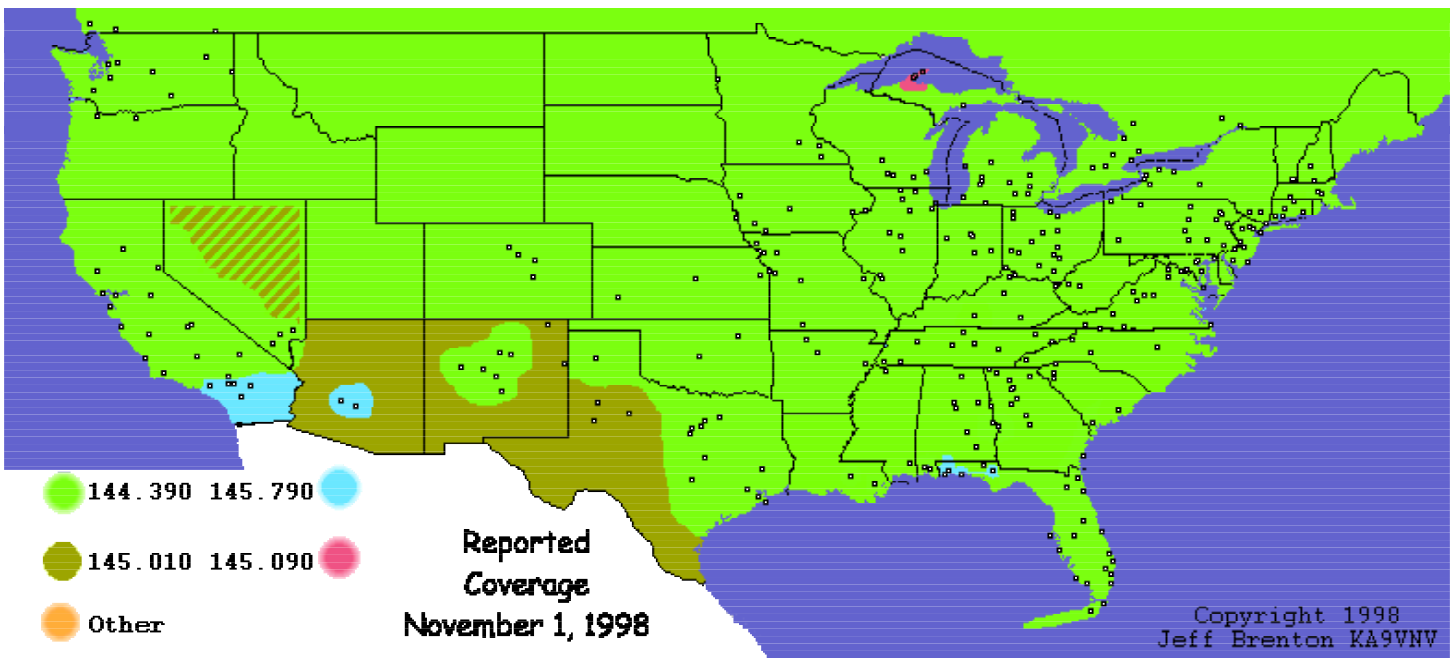 144.390 145.790
145.010 145.090
Other
Reported
Coverage
November 1, 1998
Copyright 1998
Jeff Brenton KA9VNV